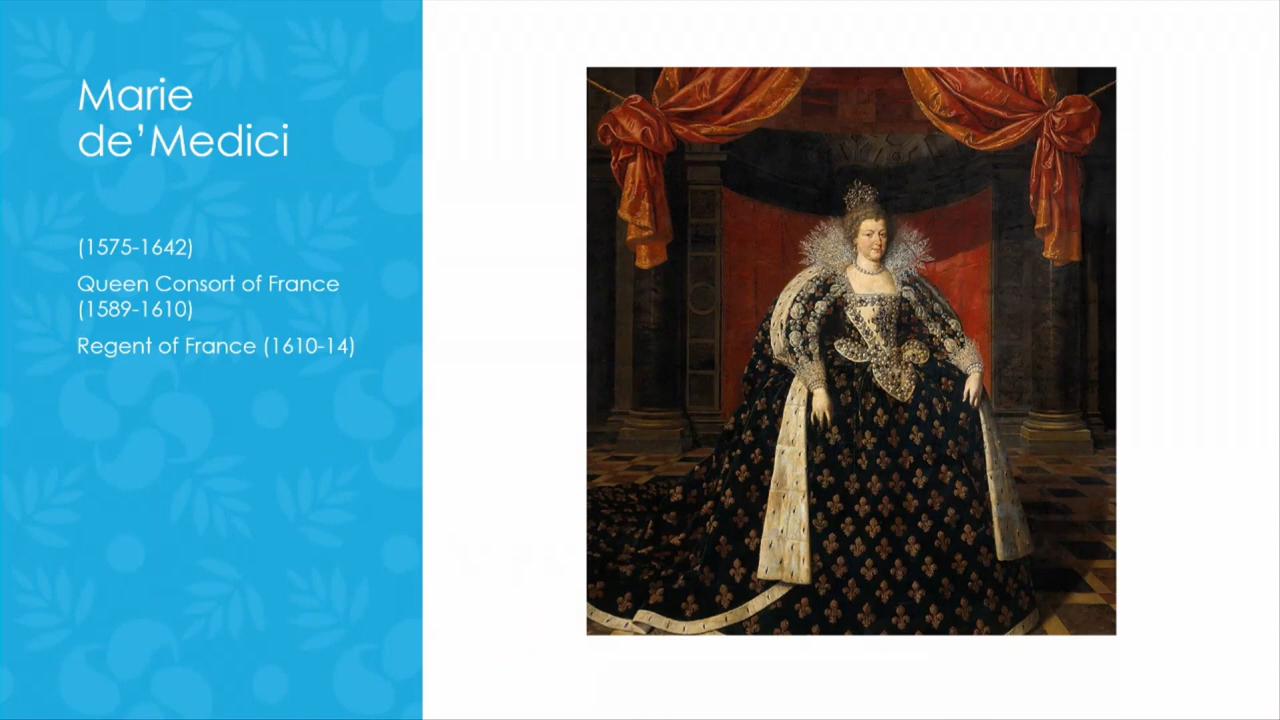 Marie
de’Medici
(1575-1642)
Queen Consort of France
(1589-1610)
Regent of France (1610-14)